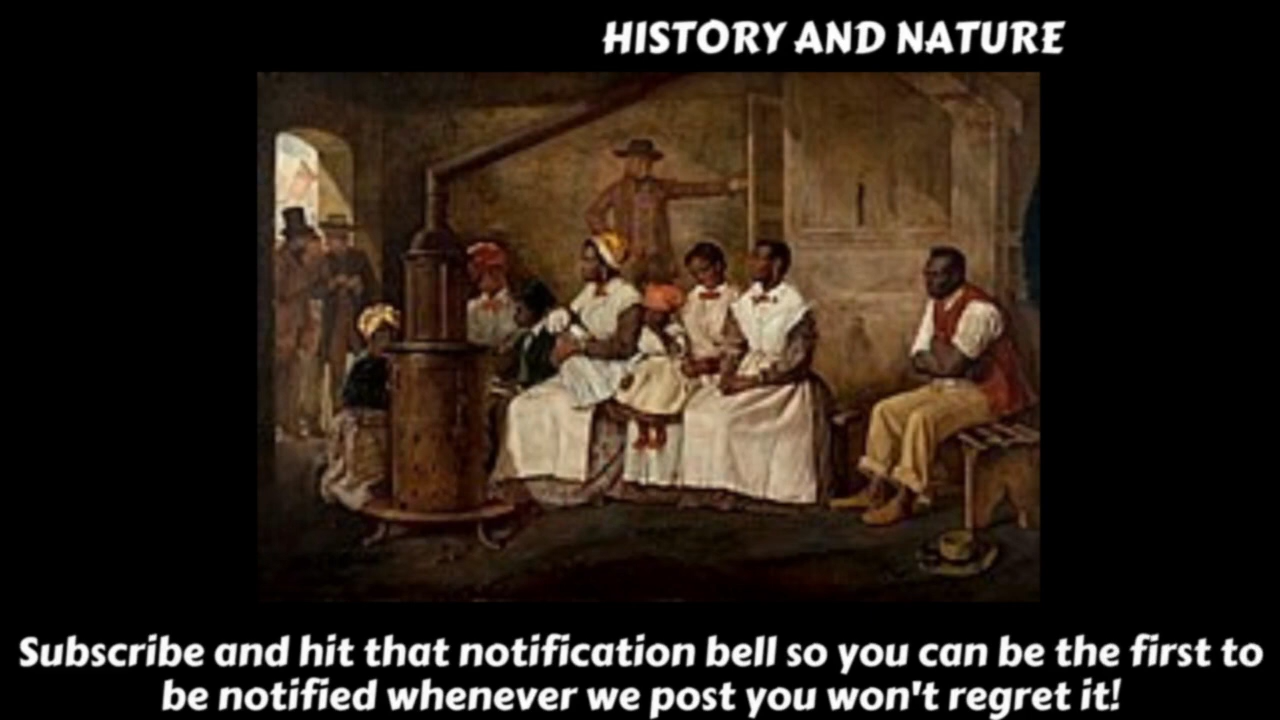 HISTORY AND NATURE
Subscribe and hit that notification bell so you can be the first to
be notified whenever we post you won't regret it!